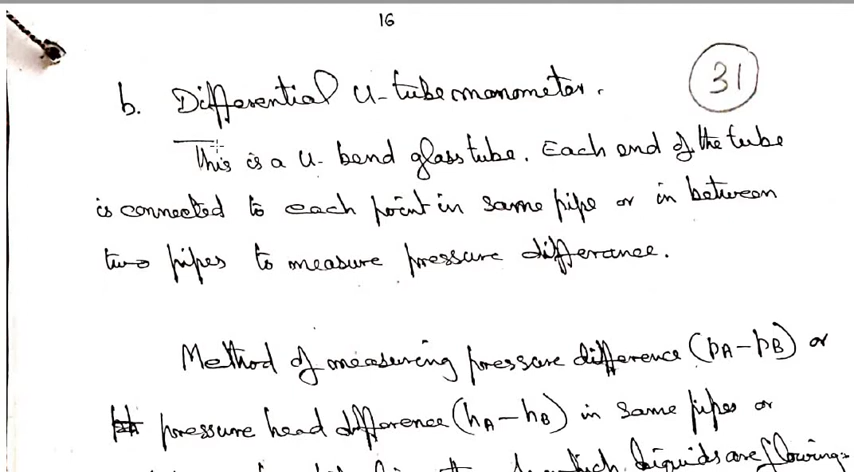 16
31
b. Differential U-tube manometer.
This is a U-bend glass tube. Each end of the tube
is connected to each point in same pipe or in between
two pipes to measure pressure difference.
Method of measuring pressure difference (pA-pB) or
pressure head difference (hA-hB) in same pipes or
which liquids are flowing:-